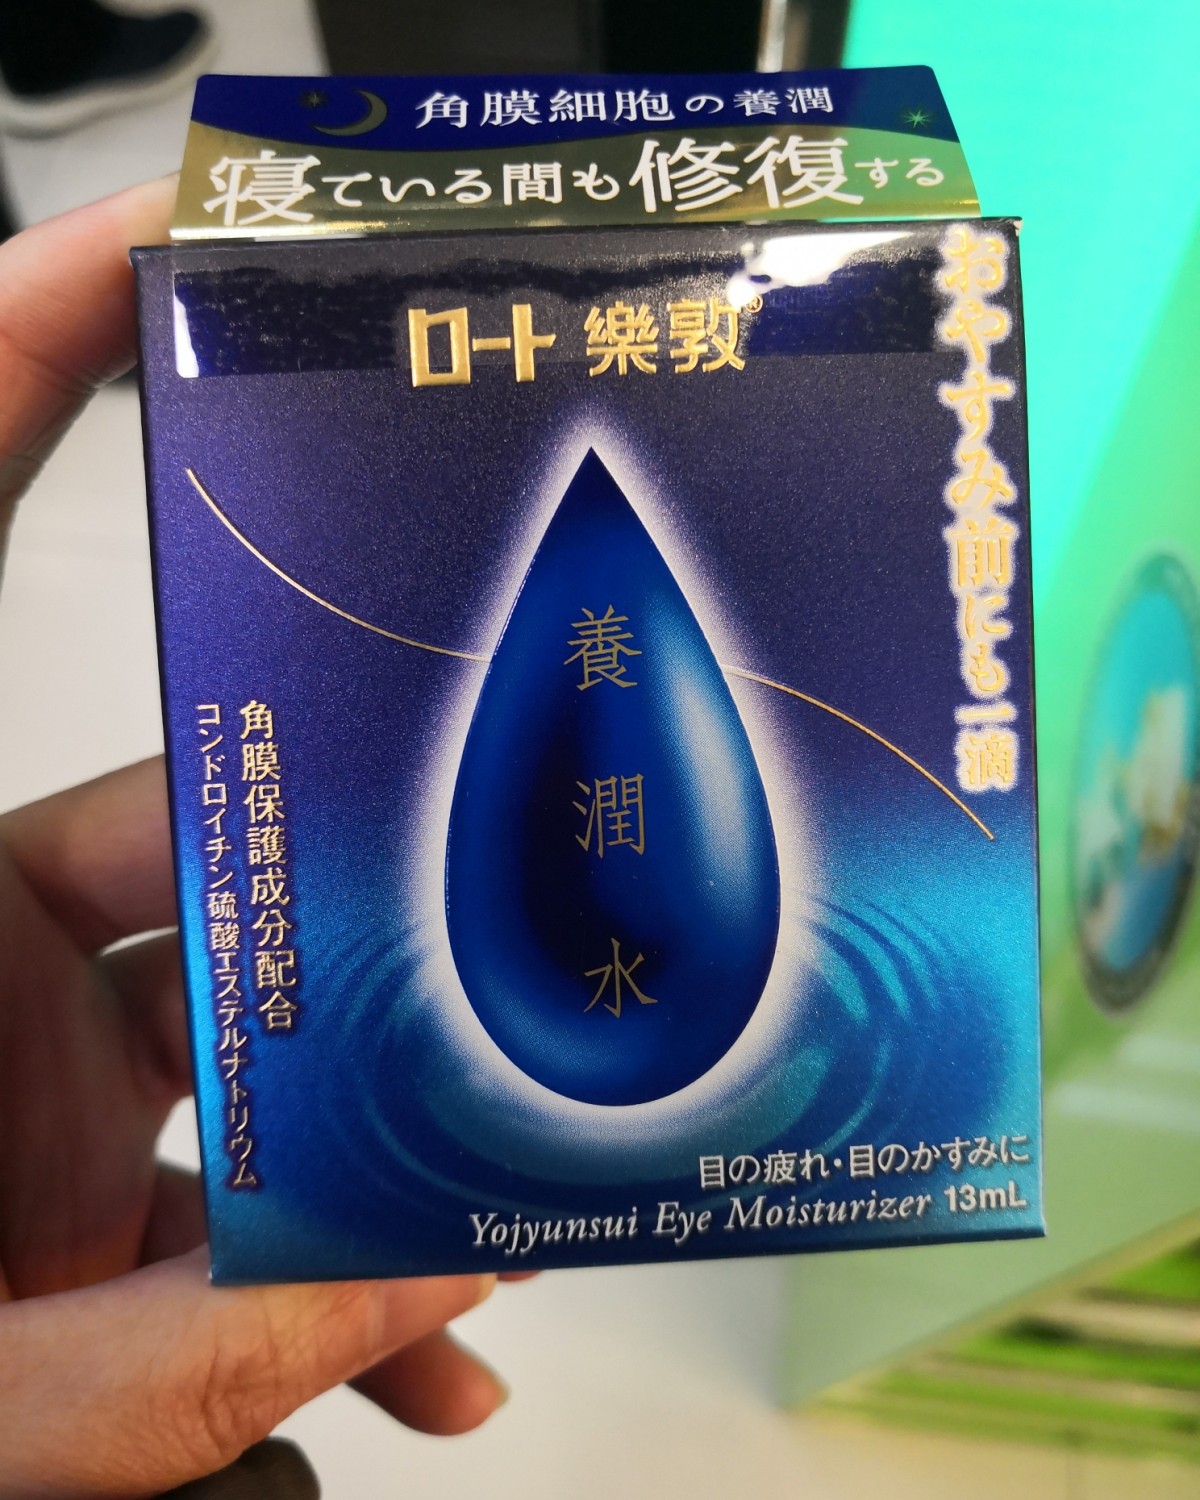 角膜細胞の養潤
寝ている間も修復する
ロート 樂敦®
おやすみ前にも一滴
養潤水
角膜保護成分配合
コンドロイチン硫酸エステルナトリウム
目の疲れ・目のかすみに
Yojyunsui Eye Moisturizer 13mL